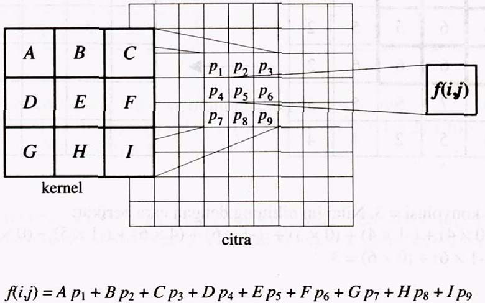 A B C
D E F
G H I
kernel
p1 p2 p3
p4 p5 p6
p7 p8 p9
f(i,j)
citra
f(i,j) = A p1 + B p2 + C p3 + D p4 + E p5 + F p6 + G p7 + H p8 + I p9